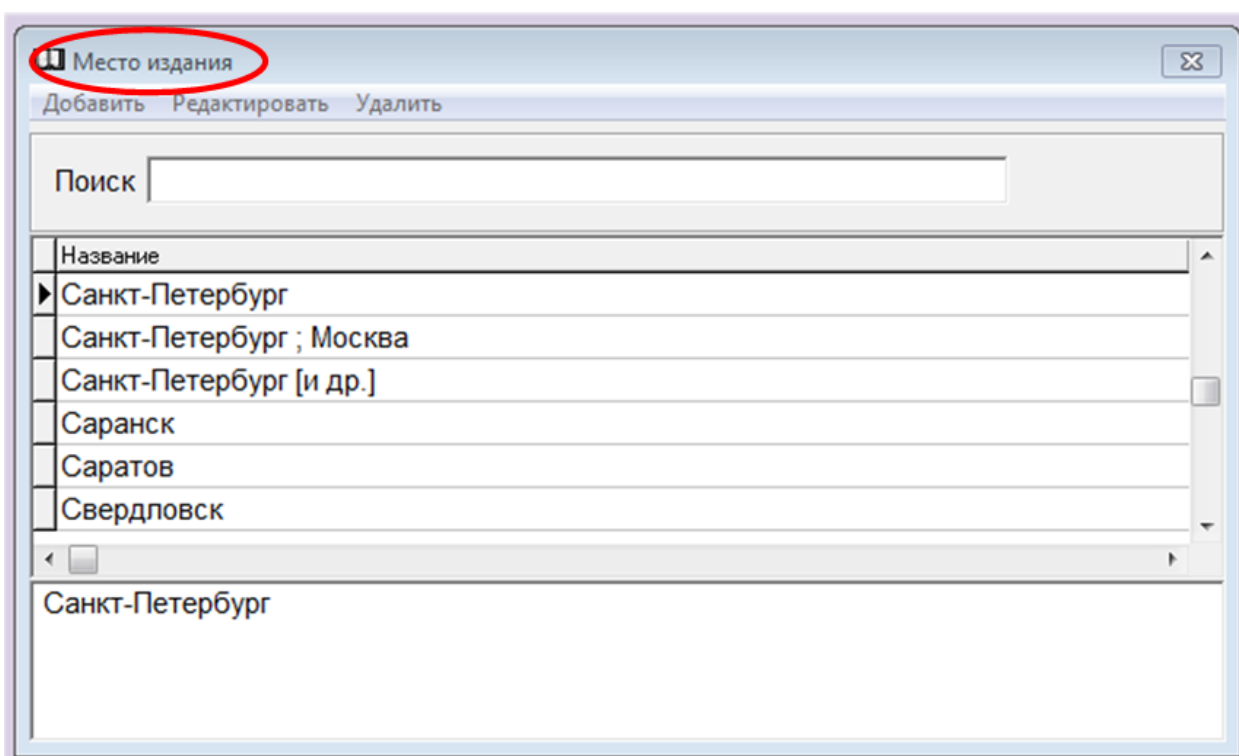 Место издания
Добавить Редактировать Удалить
Поиск
Название
Санкт-Петербург
Санкт-Петербург ; Москва
Санкт-Петербург [и др.]
Саранск
Саратов
Свердловск
Санкт-Петербург